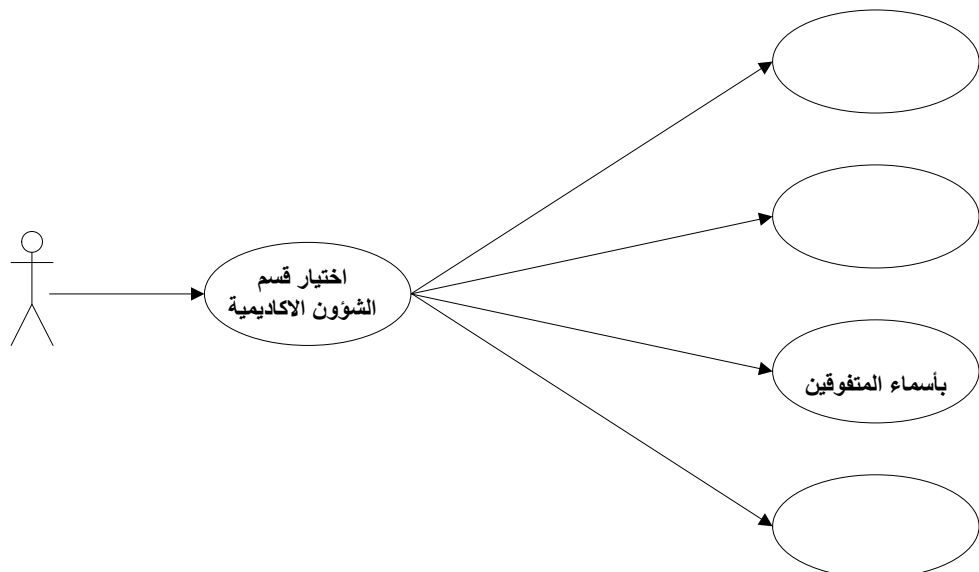 اختيار قسم
الشؤون الاكاديمية
بأسماء المتفوقين